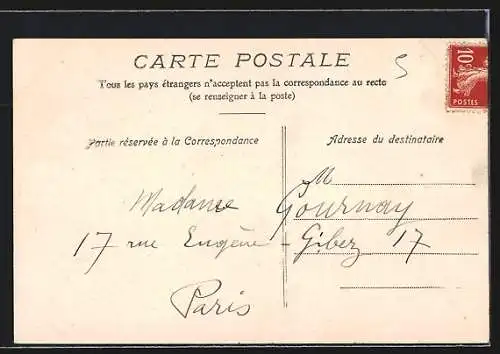 CARTE POSTALE
5
Tous les pays étrangers n'acceptent pas la correspondance au recto
(se renseigner à la poste)
10c
POSTES
Partie réservée à la Correspondance
Adresse du destinataire
M
Madame Gournay
17 rue Eugène - Gibez 17
Paris